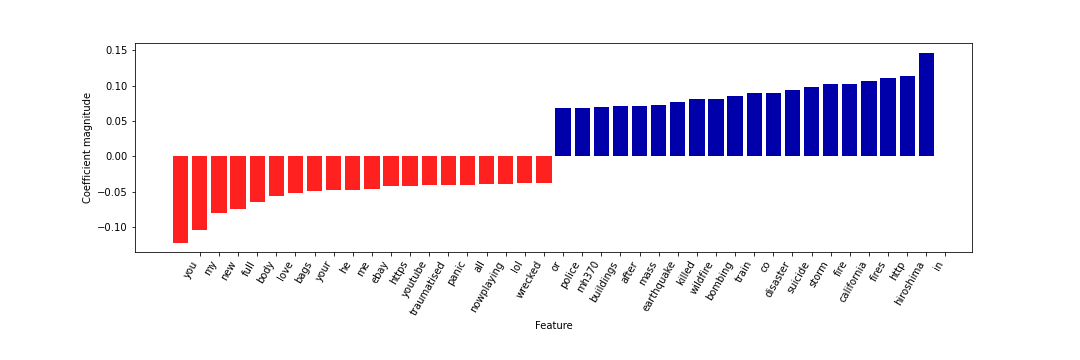 0.15
0.10
0.05
0.00
−0.05
−0.10
Coefficient magnitude
you
my
new
full
body
love
bags
your
he
me
ebay
https
youtube
traumatised
panic
all
nowplaying
lol
wrecked
or
police
mh370
buildings
after
mass
earthquake
killed
wildfire
bombing
train
co
disaster
suicide
storm
fire
california
fires
http
hiroshima
in
Feature